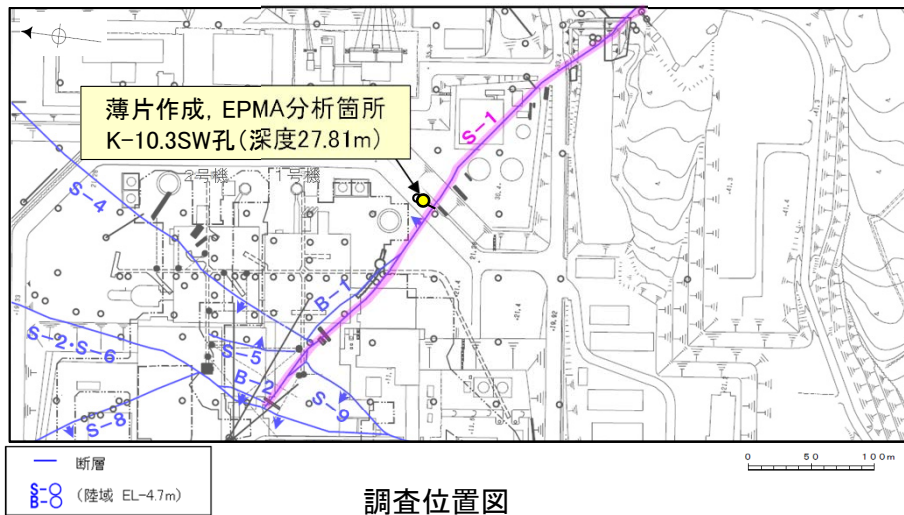 薄片作成，EPMA分析箇所
K-10.3SW孔(深度27.81m)
S-1
2号機
1号機
S-4
B-1
S-2・S-6
S-5
B-2
S-9
S-8
断層
S-○
B-○
(陸域 EL-4.7m)
0 50 100m
調査位置図